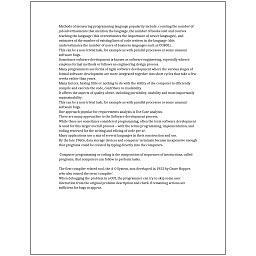 Methods of measuring programming language popularity include: counting the number of
job advertisements that mention the language, the number of books sold and courses
teaching the language (this overestimates the importance of newer languages), and
estimates of the number of existing lines of code written in the language (this
underestimates the number of users of business languages such as COBOL).
This can be a non-trivial task, for example as with parallel processes or some unusual
software bugs.
Sometimes software development is known as software engineering, especially when it
employs formal methods or follows an engineering design process.
Many programmers use forms of Agile software development where the various stages of
formal software development are more integrated together into short cycles that take a few
weeks rather than years.
Many factors, having little or nothing to do with the ability of the computer to efficiently
compile and execute the code, contribute to readability.
It affects the aspects of quality above, including portability, usability and most importantly
maintainability.
This can be a non-trivial task, for example as with parallel processes or some unusual
software bugs.
One approach popular for requirements analysis is Use Case analysis.
There are many approaches to the Software development process.
While these are sometimes considered programming, often the term software development
is used for this larger overall process – with the terms programming, implementation, and
coding reserved for the writing and editing of code per se.
Many applications use a mix of several languages in their construction and use.
By the late 1960s, data storage devices and computer terminals became inexpensive enough
that programs could be created by typing directly into the computers.
Computer programming or coding is the composition of sequences of instructions, called
programs, that computers can follow to perform tasks.
The first compiler related tool, the A-0 System, was developed in 1952 by Grace Hopper,
who also coined the term 'compiler'.
When debugging the problem in a GUI, the programmer can try to skip some user
interaction from the original problem description and check if remaining actions are
sufficient for bugs to appear.